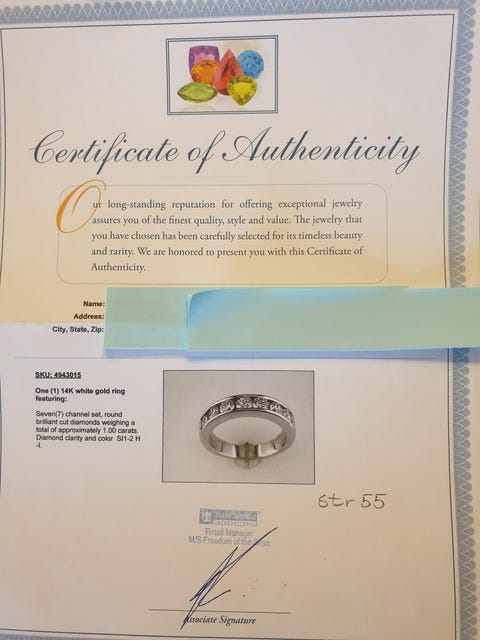 Certificate of Authenticity
Our long-standing reputation for offering exceptional jewelry
assures you of the finest quality, style and value. The jewelry that
you have chosen has been carefully selected for its timeless beauty
and rarity. We are honored to present you with this Certificate of
Authenticity.
Name:
Address:
City, State, Zip:
SKU: 4943015
One (1) 14K white gold ring
featuring:
Seven(7) channel set, round
brilliant cut diamonds weighing a
total of approximately 1.00 carats.
Diamond clarity and color SI1-2 H
-I.
str 55
INTERNATIONAL
Retail Manager
M/S Freedom of the Seas
Associate Signature